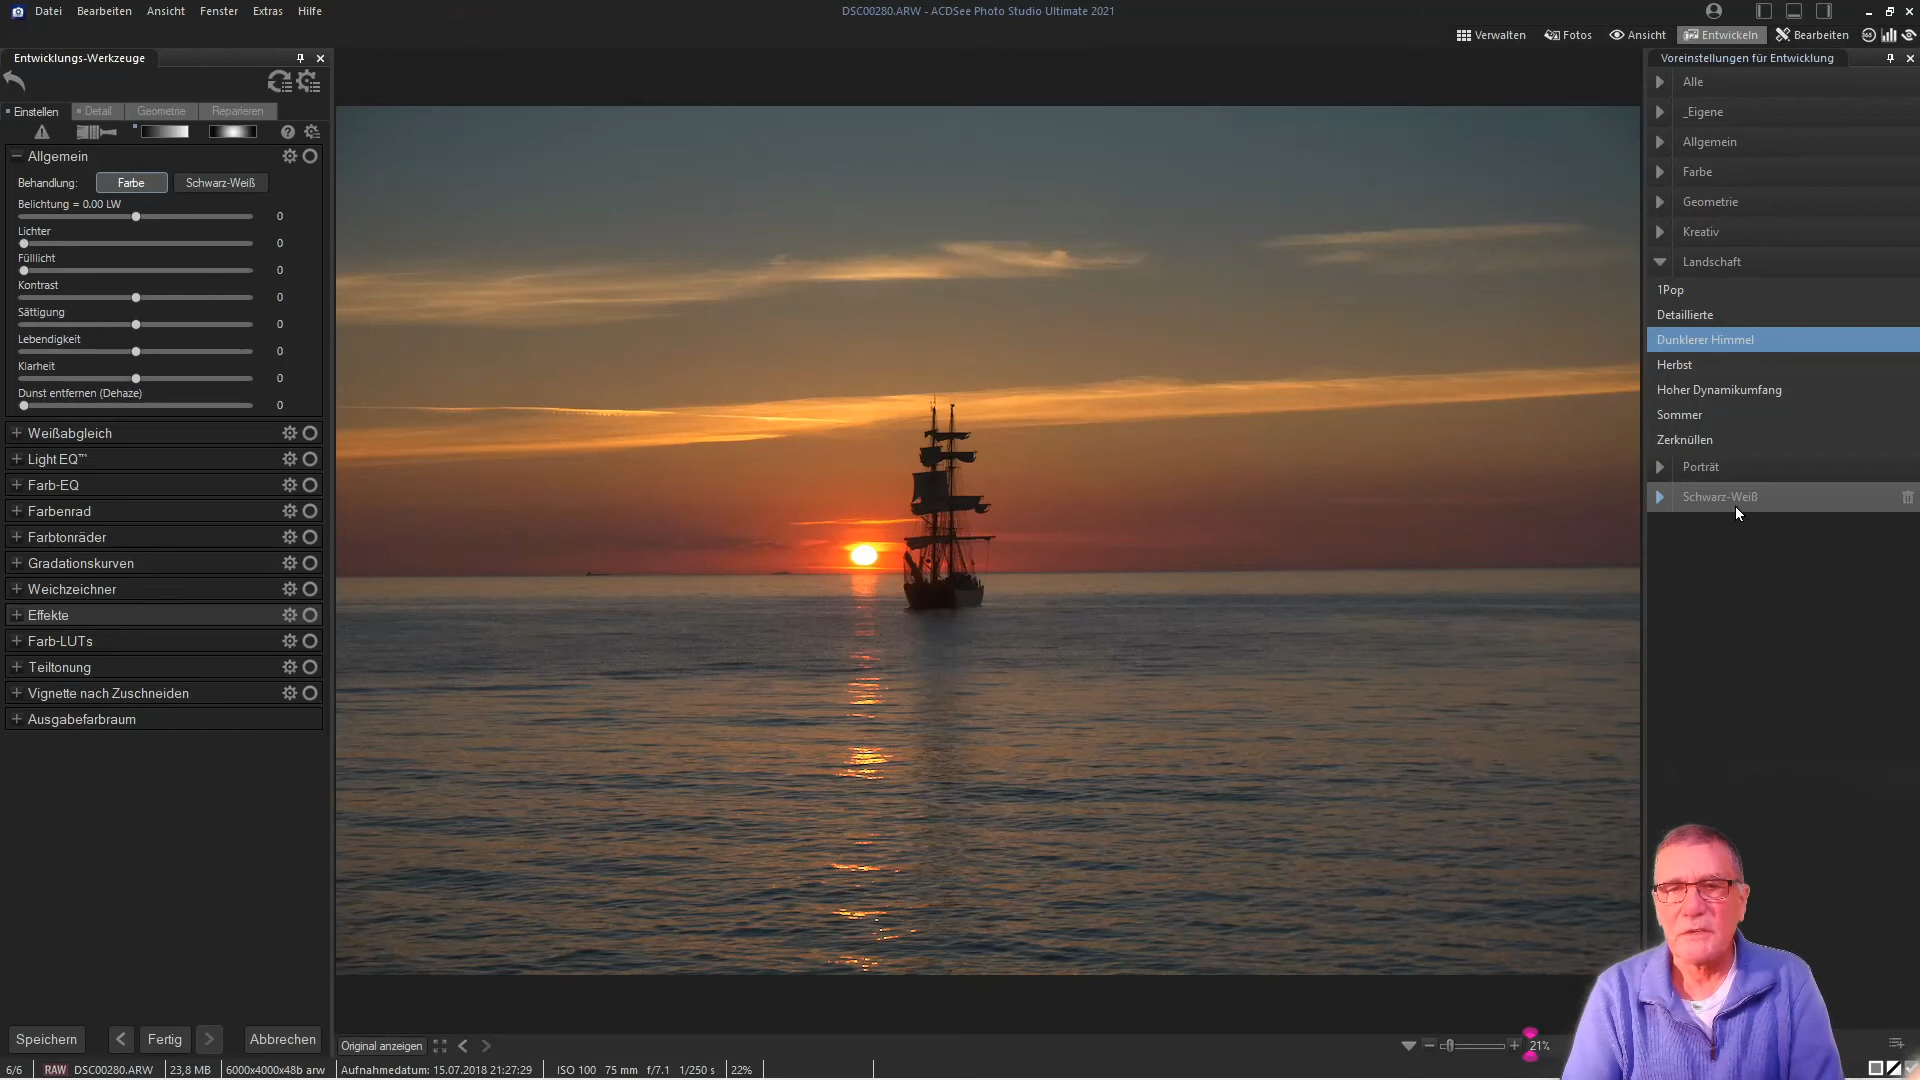 Datei Bearbeiten Ansicht Fenster Extras Hilfe
DSC00280.ARW - ACDSee Photo Studio Ultimate 2021
Verwalten Fotos Ansicht Entwickeln Bearbeiten 365
Entwicklungs-Werkzeuge
Einstellen Detail Geometrie Reparieren
Allgemein
Behandlung: Farbe Schwarz-Weiß
Belichtung = 0.00 LW
0
Lichter
0
Fülllicht
0
Kontrast
0
Sättigung
0
Lebendigkeit
0
Klarheit
0
Dunst entfernen (Dehaze)
0
Weißabgleich
Light EQ™
Farb-EQ
Farbenrad
Farbtonräder
Gradationskurven
Weichzeichner
Effekte
Farb-LUTs
Teiltonung
Vignette nach Zuschneiden
Ausgabefarbraum
Speichern < Fertig > Abbrechen
Original anzeigen
21%
6/6 RAW DSC00280.ARW 23,8 MB 6000x4000x48b arw Aufnahmedatum: 15.07.2018 21:27:29 ISO 100 75 mm f/7.1 1/250 s 22%
Voreinstellungen für Entwicklung
Alle
_Eigene
Allgemein
Farbe
Geometrie
Kreativ
Landschaft
1Pop
Detaillierte
Dunklerer Himmel
Herbst
Hoher Dynamikumfang
Sommer
Zerknüllen
Porträt
Schwarz-Weiß